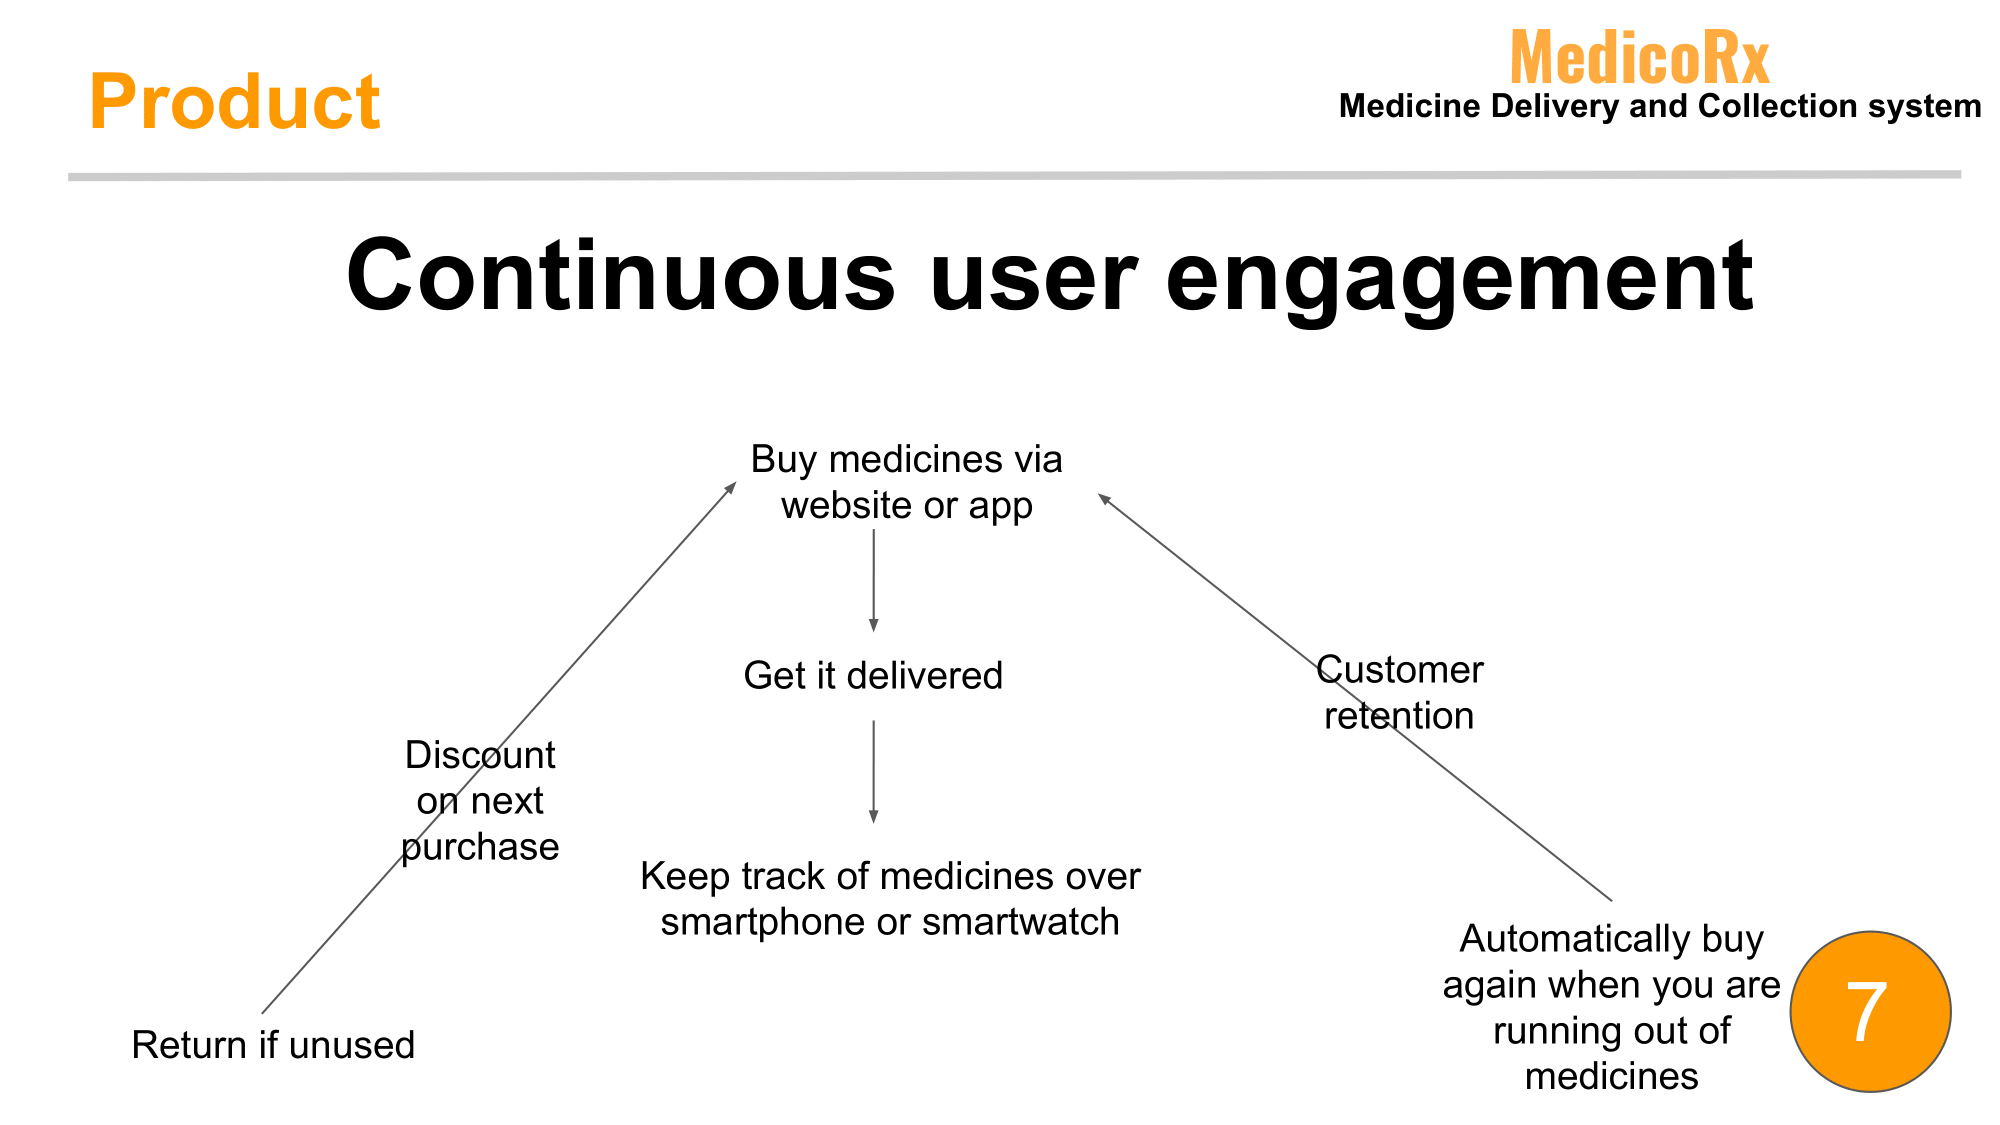 Product
MedicoRx
Medicine Delivery and Collection system
Continuous user engagement
Buy medicines via
website or app
Get it delivered
Customer
retention
Discount
on next
purchase
Keep track of medicines over
smartphone or smartwatch
Automatically buy
again when you are
running out of
medicines
Return if unused
7